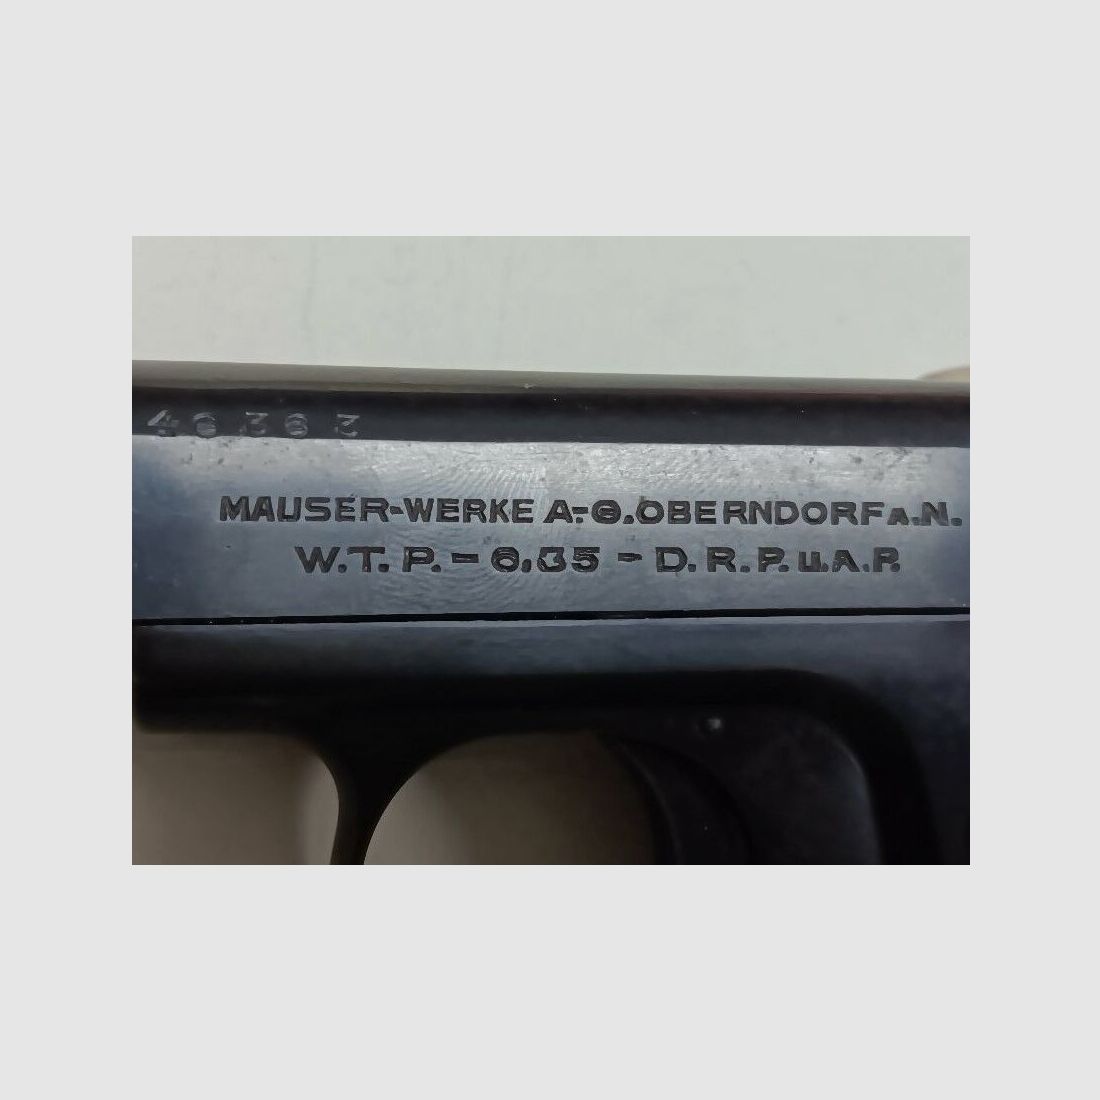 46363
MAUSER-WERKE A.-G. OBERNDORF A.N.
W.T.P. - 6,35 - D.R.P. u.A.P.